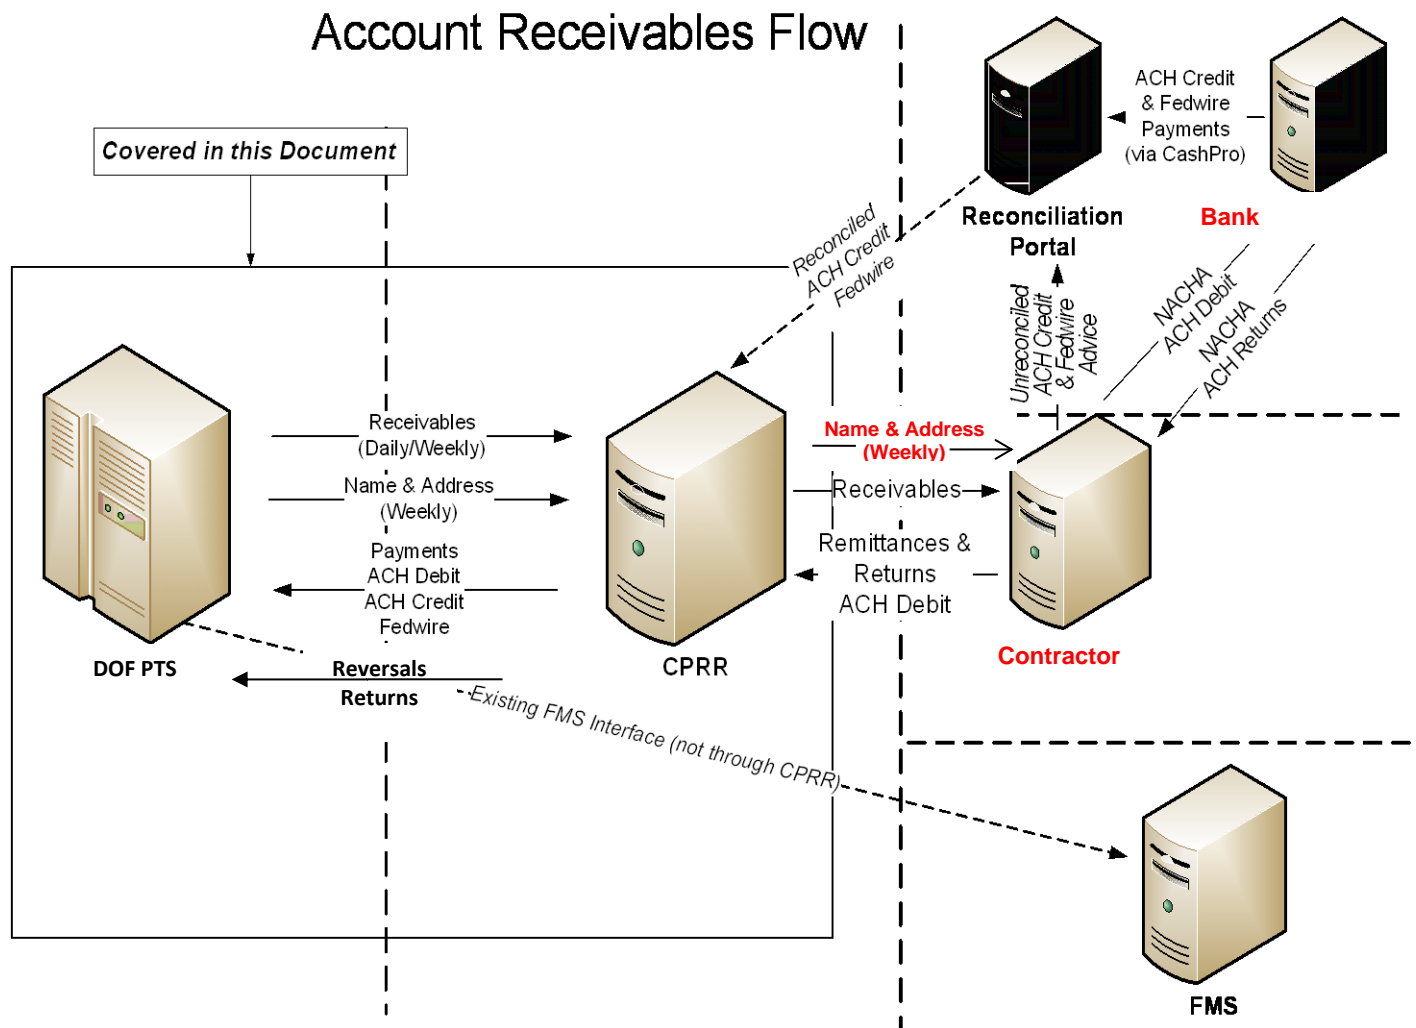 Account Receivables Flow
Covered in this Document
ACH Credit
& Fedwire
Payments
(via CashPro)
Reconciliation
Portal
Bank
Reconciled
ACH Credit
Fedwire
Unreconciled
ACH Credit
& Fedwire
Advice
NACHA
ACH Debit
NACHA
ACH Returns
Receivables
(Daily/Weekly)
Name & Address
(Weekly)
Payments
ACH Debit
ACH Credit
Fedwire
Reversals
Returns
DOF PTS
CPRR
Name & Address
(Weekly)
Receivables
Remittances &
Returns
ACH Debit
Contractor
Existing FMS Interface (not through CPRR)
FMS